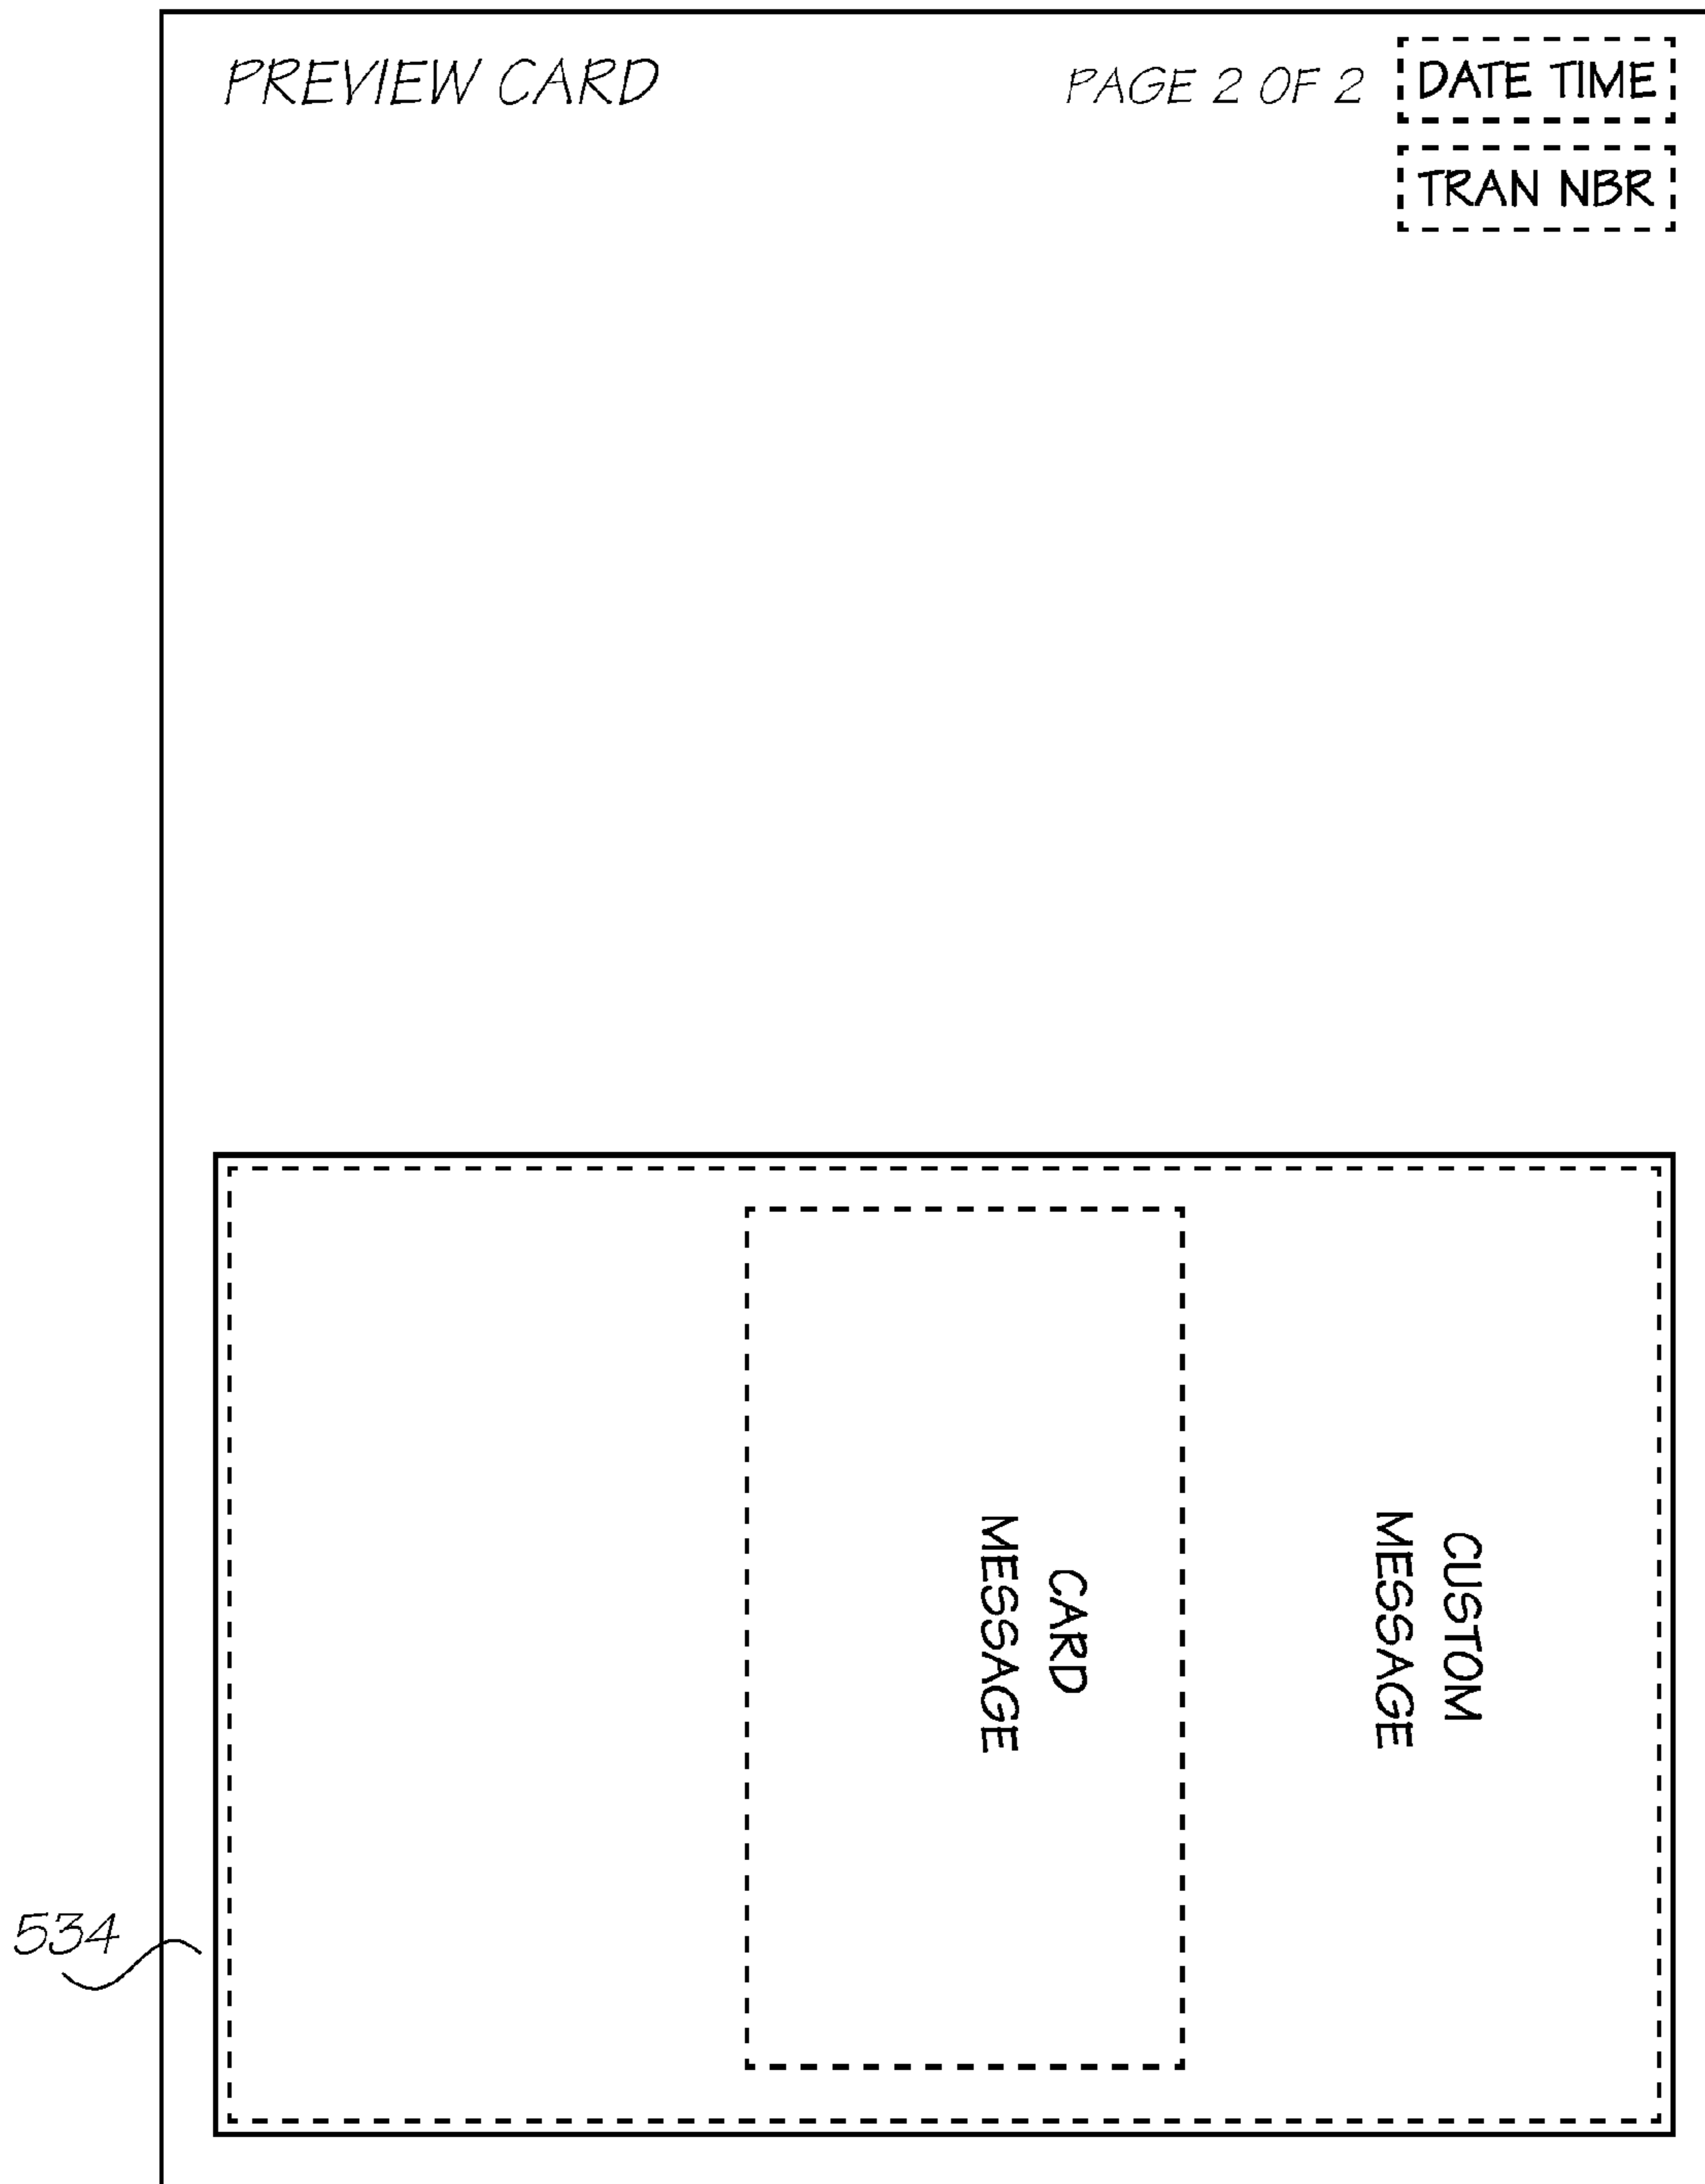 PREVIEW CARD
PAGE 2 OF 2
DATE TIME
TRAN NBR
CUSTOM
MESSAGE
CARD
MESSAGE
534